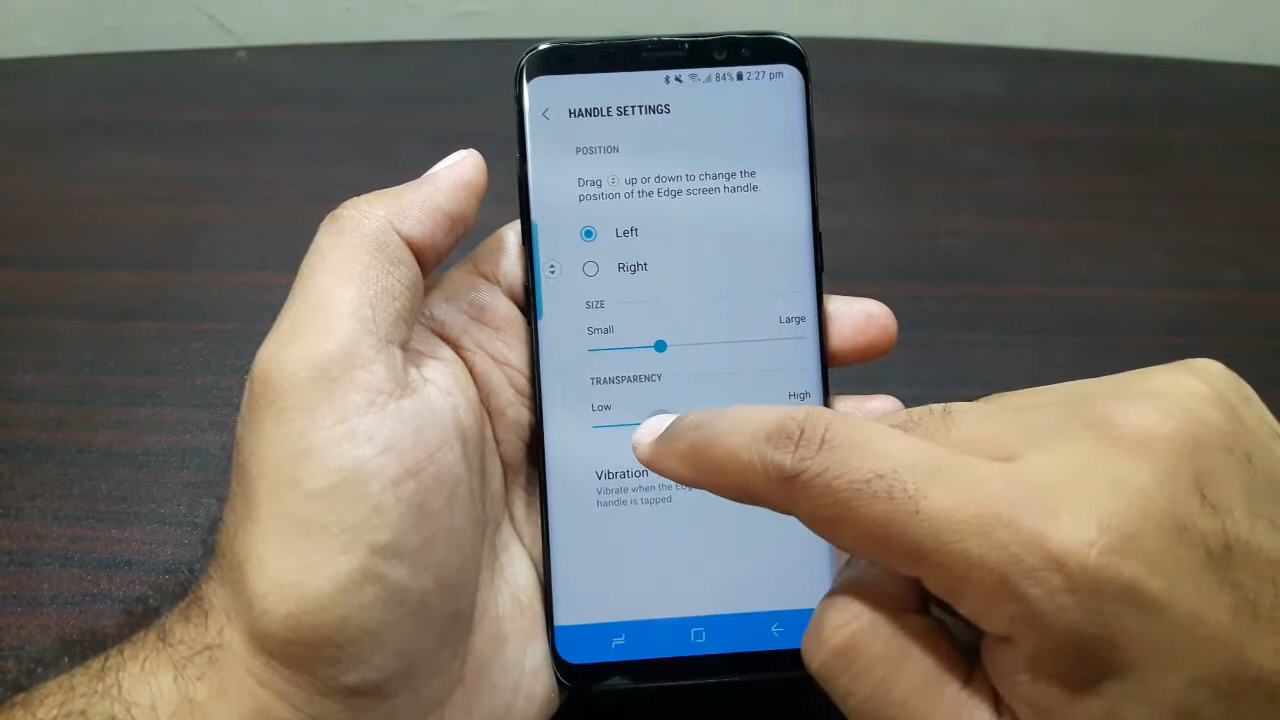 84% 2:27 pm
HANDLE SETTINGS
POSITION
Drag up or down to change the
position of the Edge screen handle.
Left
Right
SIZE
Small Large
TRANSPARENCY
Low High
Vibration
Vibrate when the
handle is tapped.